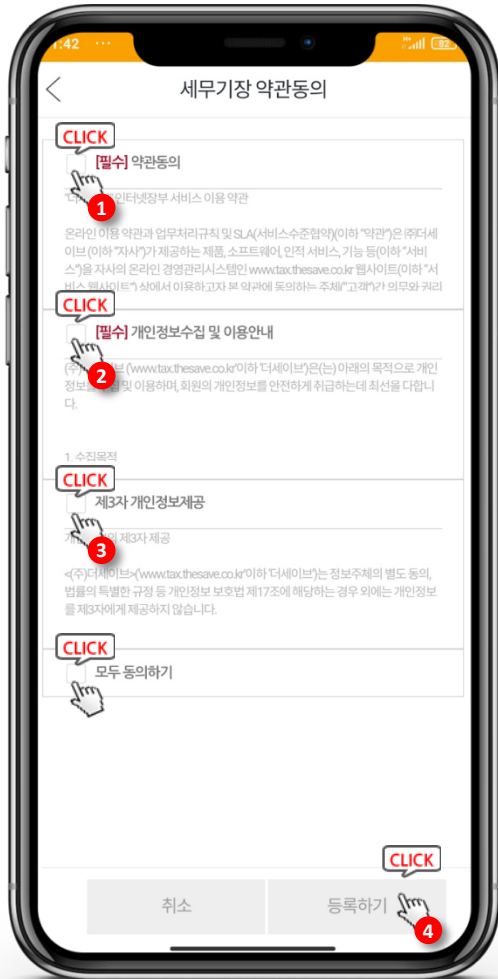 1:42 ...
82
세무기장 약관동의
CLICK
[필수] 약관동의
1
인터넷장부 서비스 이용 약관
온라인 이용 약관과 업무처리규칙 및 SLA(서비스수준협약)(이하 "약관")은 ㈜더세
이브 (이하 "자사")가 제공하는 제품, 소프트웨어, 인적 서비스, 기능 등(이하 "서비
스")을 자사의 온라인 경영관리시스템인 www.tax.thesave.co.kr 웹사이트(이하 "서
비스 웹사이트") 상에서 이용하고자 본 약관에 동의하는 주체("고객")간 의무와 권리
CLICK
[필수] 개인정보수집 및 이용안내
2
(주) ('www.tax.thesave.co.kr'이하 '더세이브')은(는) 아래의 목적으로 개인
정보를 및 이용하며, 회원의 개인정보를 안전하게 취급하는데 최선을 다합니
다.
1. 수집목적
CLICK
제3자 개인정보제공
3
제3자 제공
<(주)더세이브>('www.tax.thesave.co.kr'이하 '더세이브')는 정보주체의 별도 동의,
법률의 특별한 규정 등 개인정보 보호법 제17조에 해당하는 경우 외에는 개인정보
를 제3자에게 제공하지 않습니다.
CLICK
모두 동의하기
CLICK
취소
등록하기
4